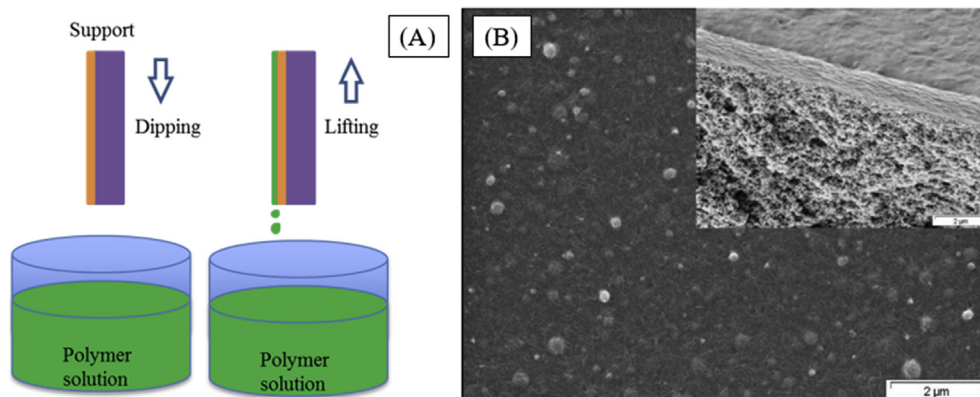 Support
(A)
(B)
Dipping
Lifting
2 µm
Polymer
solution
Polymer
solution
2 µm